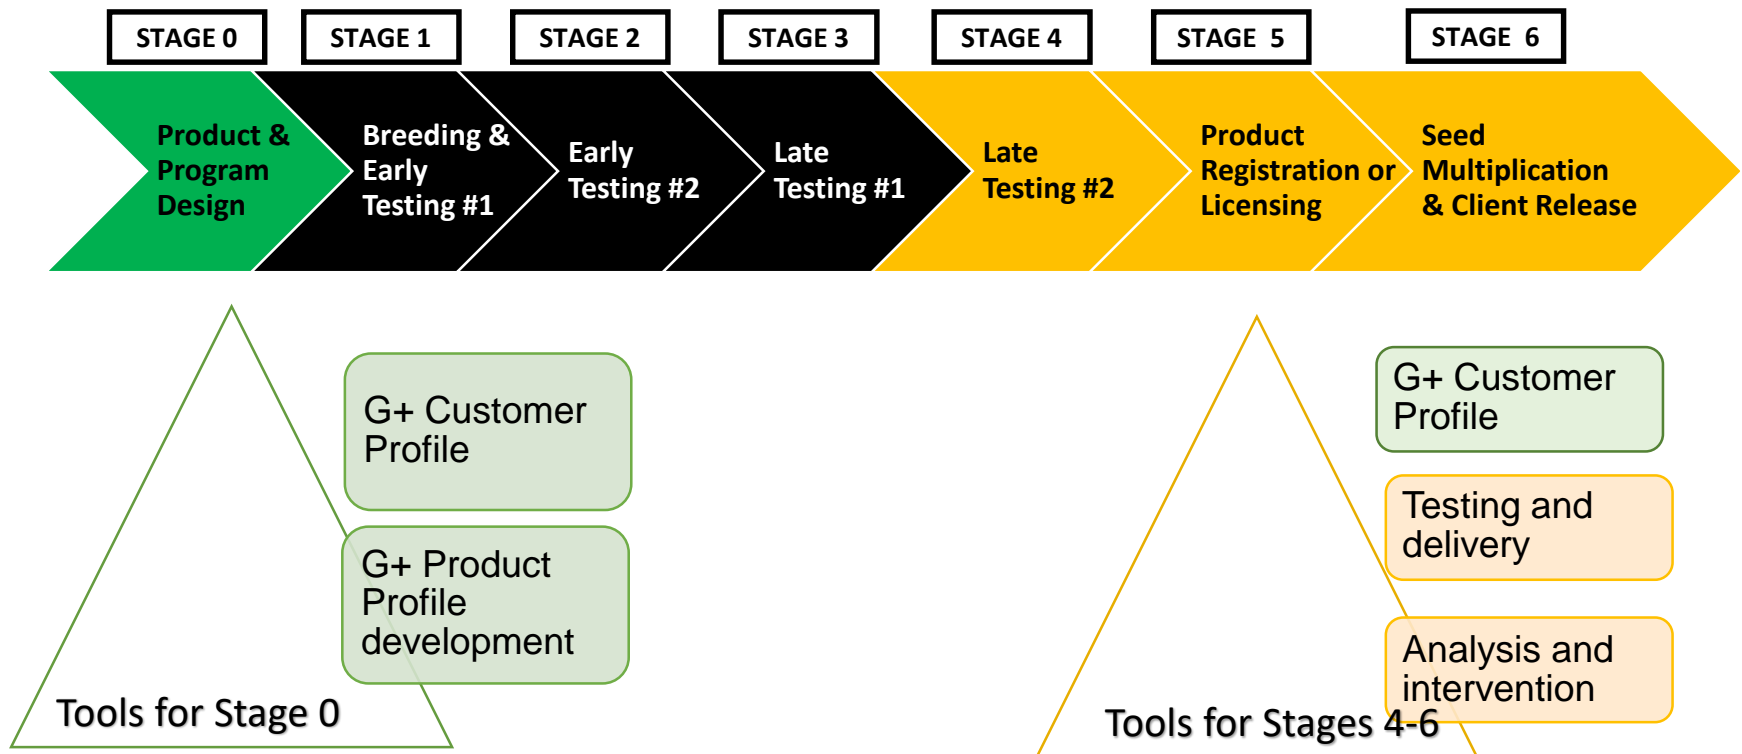 STAGE 0
STAGE 1
STAGE 2
STAGE 3
STAGE 4
STAGE 5
STAGE 6
Product &
Program
Design
Breeding &
Early
Testing #1
Early
Testing #2
Late
Testing #1
Late
Testing #2
Product
Registration or
Licensing
Seed
Multiplication
& Client Release
G+ Customer
Profile
G+ Product
Profile
development
Tools for Stage 0
G+ Customer
Profile
Testing and
delivery
Analysis and
intervention
Tools for Stages 4-6